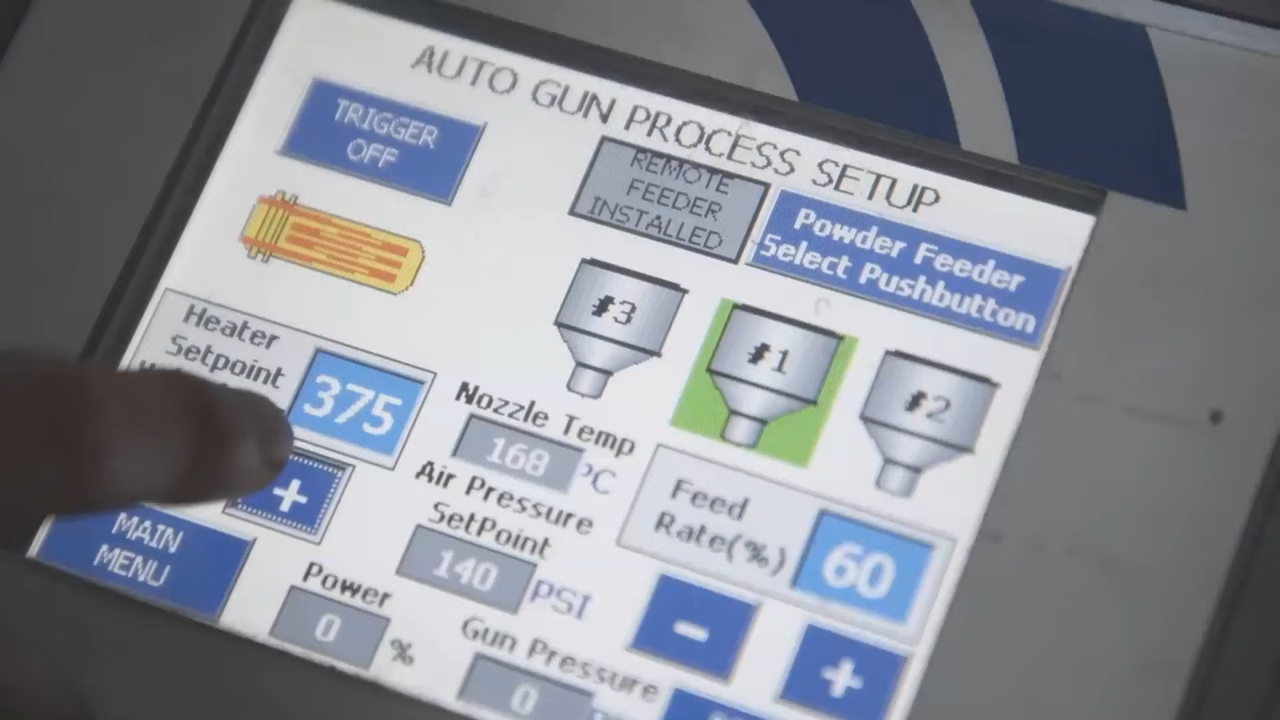 AUTO GUN PROCESS SETUP
TRIGGER
OFF
REMOTE
FEEDER
INSTALLED
Powder Feeder
Select Pushbutton
#3
#1
#2
Heater
Setpoint
375
+
Nozzle Temp
168 °C
Air Pressure
SetPoint
140 PSI
Feed
Rate(%)
60
-
+
MAIN
MENU
Power
0 %
Gun Pressure
0